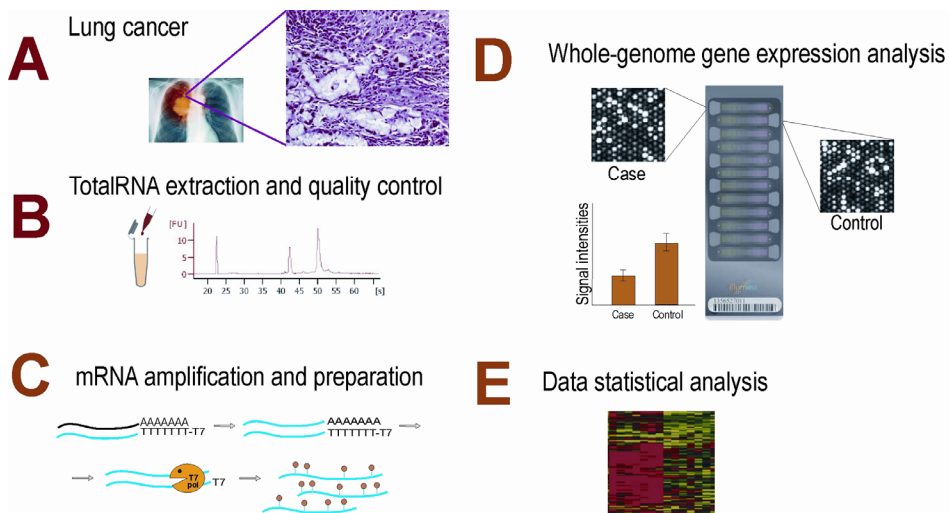 A
Lung cancer
B
TotalRNA extraction and quality control
[FU]
10
5
0
20 25 30 35 40 45 50 55 60 [s]
C
mRNA amplification and preparation
AAAAAAA
TTTTTTT-T7
AAAAAAA
TTTTTTT-T7
T7
pol
T7
D
Whole-genome gene expression analysis
Case
Control
Signal intensities
Case Control
illumina
E
Data statistical analysis